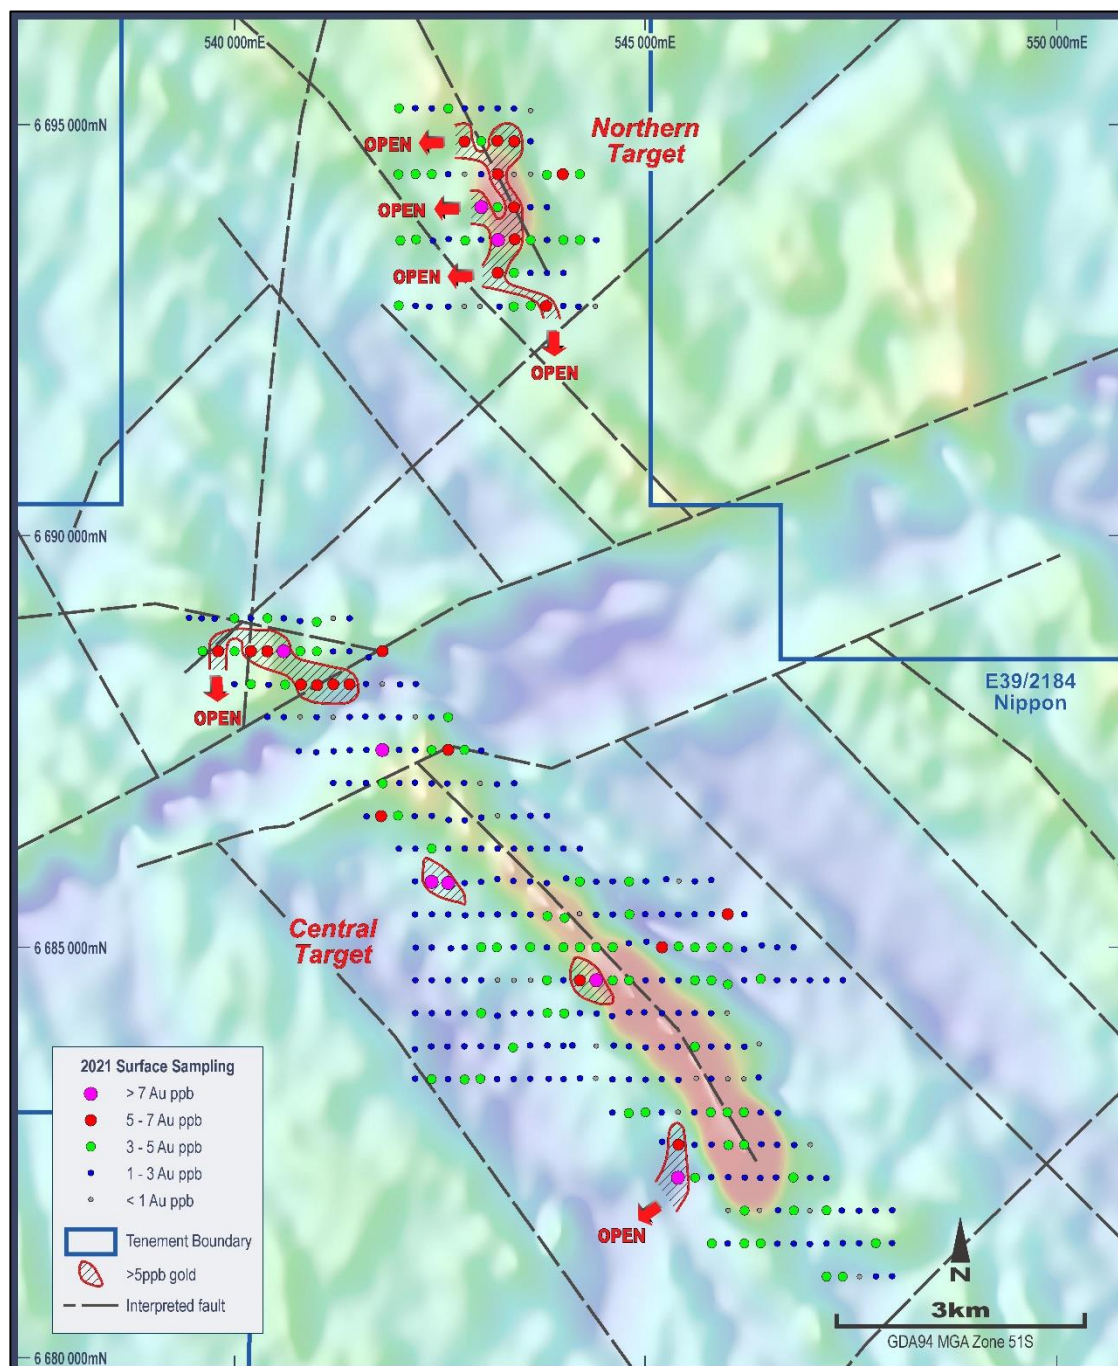 540 000mE
545 000mE
550 000mE
6 695 000mN
Northern
Target
OPEN
OPEN
OPEN
OPEN
6 690 000mN
E39/2184
Nippon
OPEN
Central
Target
6 685 000mN
2021 Surface Sampling
> 7 Au ppb
5 - 7 Au ppb
3 - 5 Au ppb
1 - 3 Au ppb
< 1 Au ppb
Tenement Boundary
>5ppb gold
Interpreted fault
OPEN
N
3km
GDA94 MGA Zone 51S
6 680 000mN